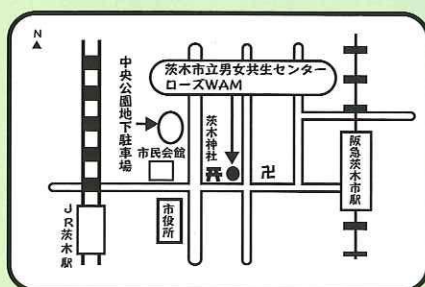 N
中央公園地下駐車場
茨木市立男女共生センター
ローズWAM
茨木神社
市民会館
卍
阪急茨木市駅
JR茨木駅
市役所